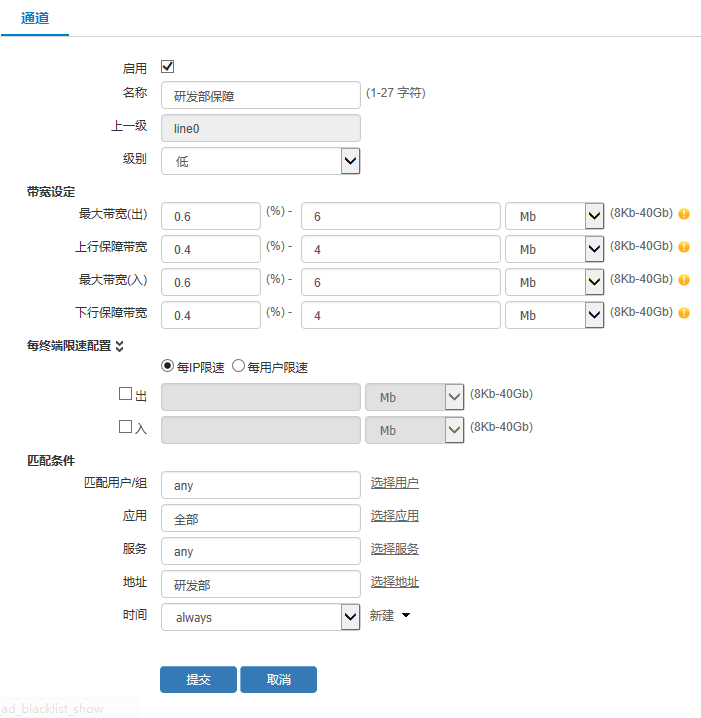 通道
启用
名称 研发部保障 (1-27 字符)
上一级 line0
级别 低
带宽设定
最大带宽(出) 0.6 (%) - 6 Mb (8Kb-40Gb)
上行保障带宽 0.4 (%) - 4 Mb (8Kb-40Gb)
最大带宽(入) 0.6 (%) - 6 Mb (8Kb-40Gb)
下行保障带宽 0.4 (%) - 4 Mb (8Kb-40Gb)
每终端限速配置
每IP限速 每用户限速
出 Mb (8Kb-40Gb)
入 Mb (8Kb-40Gb)
匹配条件
匹配用户/组 any 选择用户
应用 全部 选择应用
服务 any 选择服务
地址 研发部 选择地址
时间 always 新建
提交 取消
ad_blacklist_show